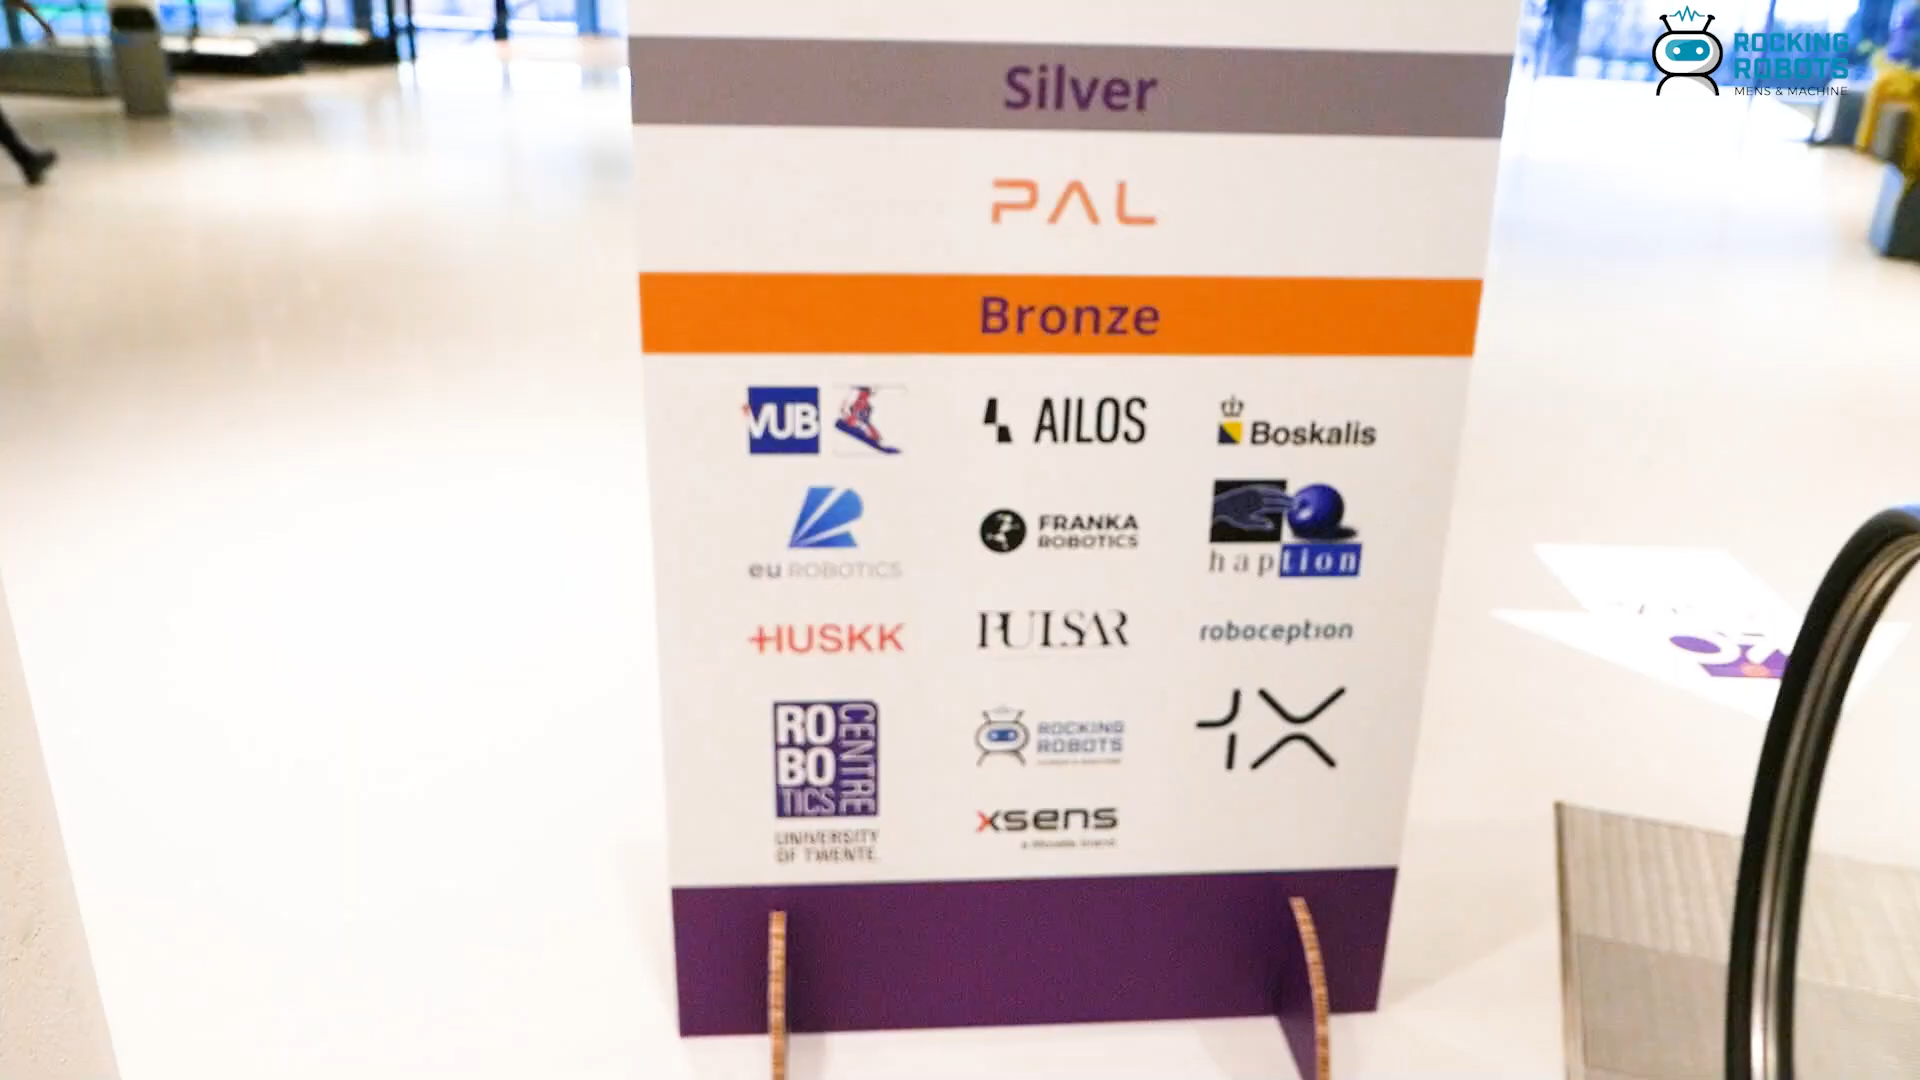 ROCKING
ROBOTS
MENS & MACHINE
Silver
PAL
Bronze
VUB
AILOS
Boskalis
eu ROBOTICS
FRANKA
ROBOTICS
haption
HUSKK
PULSAR
roboception
ROBOTICS CENTRE
UNIVERSITY
OF TWENTE.
ROCKING
ROBOTS
xsens